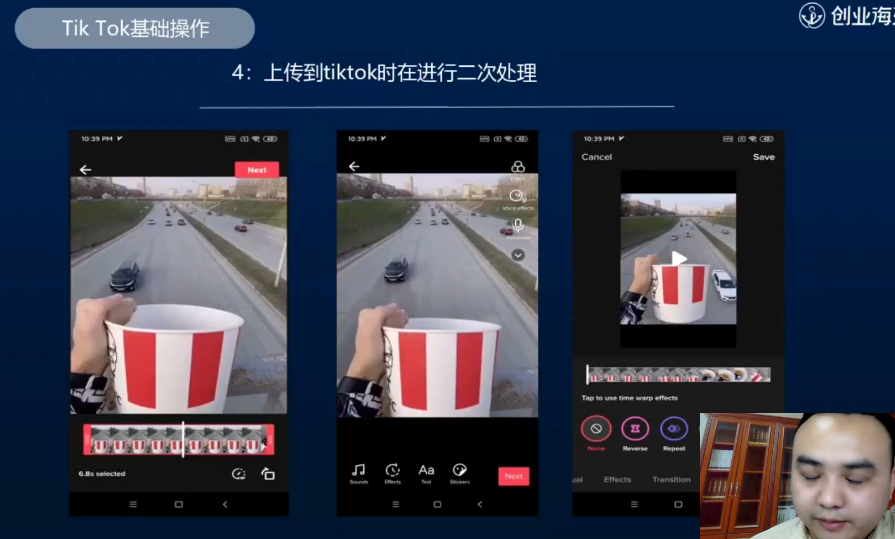 Tik Tok基础操作
创业海
4：上传到tiktok时在进行二次处理
10:39 PM
Next
6.8s selected
10:39 PM
Voice effects
Sounds
Effects
Text
Stickers
Next
10:39 PM
Cancel
Save
Tap to use time warp effects
None
Reverse
Repeat
Effects
Transition